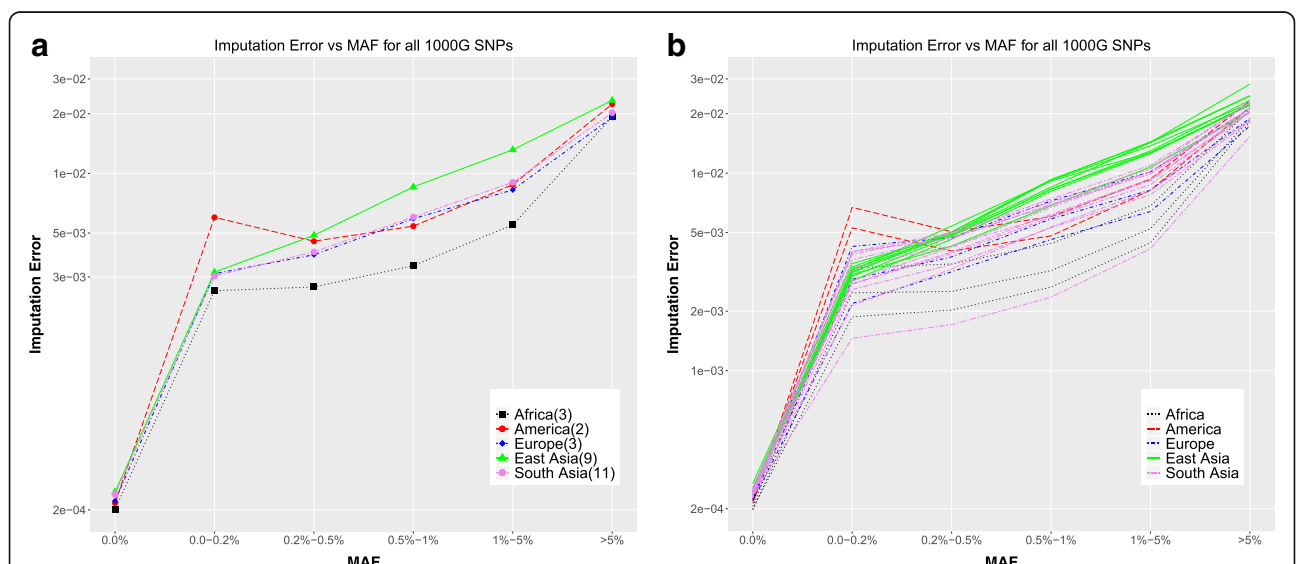 a
Imputation Error vs MAF for all 1000G SNPs
3e−02
2e−02
1e−02
5e−03
3e−03
2e−04
Imputation Error
0.0%
0.0−0.2%
0.2%−0.5%
0.5%−1%
1%−5%
>5%
MAF
Africa(3)
America(2)
Europe(3)
East Asia(9)
South Asia(11)
b
Imputation Error vs MAF for all 1000G SNPs
3e−02
2e−02
1e−02
5e−03
2e−03
1e−03
2e−04
Imputation Error
0.0%
0.0−0.2%
0.2%−0.5%
0.5%−1%
1%−5%
>5%
MAF
Africa
America
Europe
East Asia
South Asia